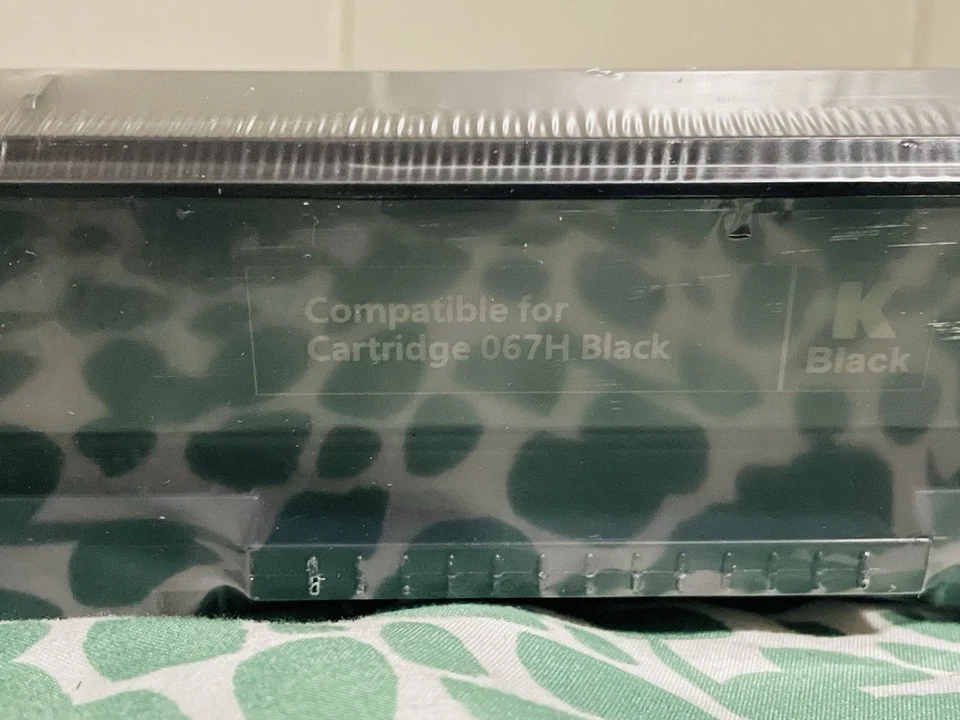 Compatible for
Cartridge 067H Black
K
Black